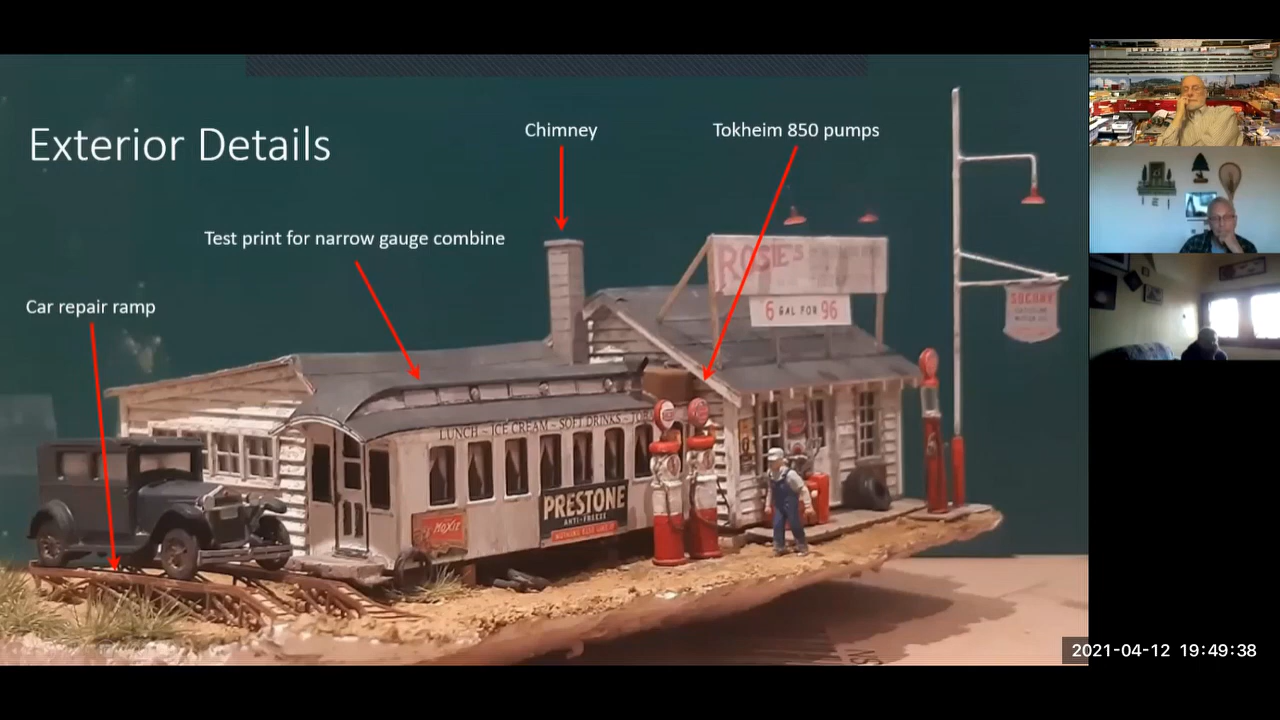 Exterior Details
Chimney
Tokheim 850 pumps
Test print for narrow gauge combine
Car repair ramp
ROSIE'S
6 GAL FOR 96
SOCONY
LUNCH - ICE CREAM - SOFT DRINKS -
PRESTONE
ANTI-FREEZE
MOXIE
2021-04-12 19:49:38